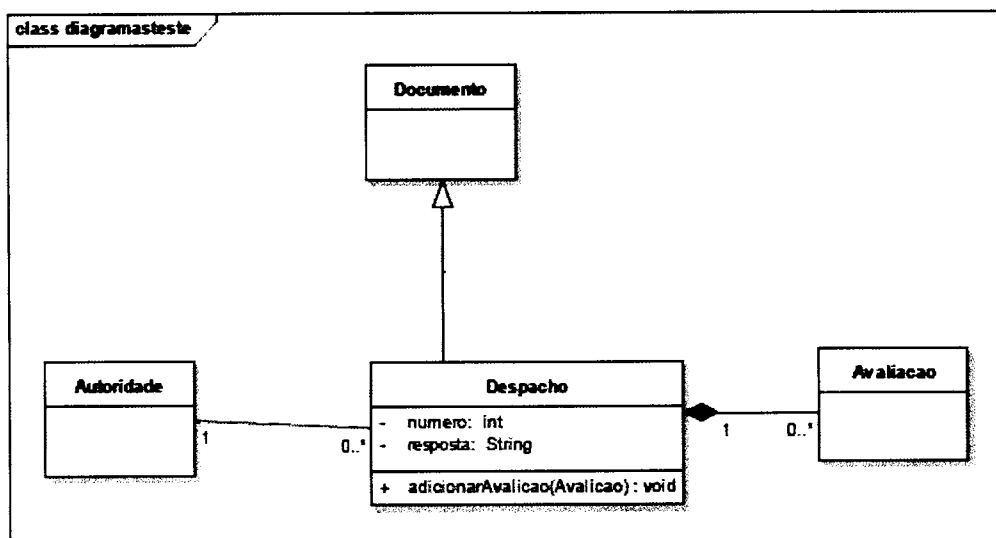 class diagramasteste
Documento
Autoridade
Despacho
- numero: int
- resposta: String
+ adicionarAvalicao(Avalicao) : void
Avaliacao
1
0..*
1
0..*